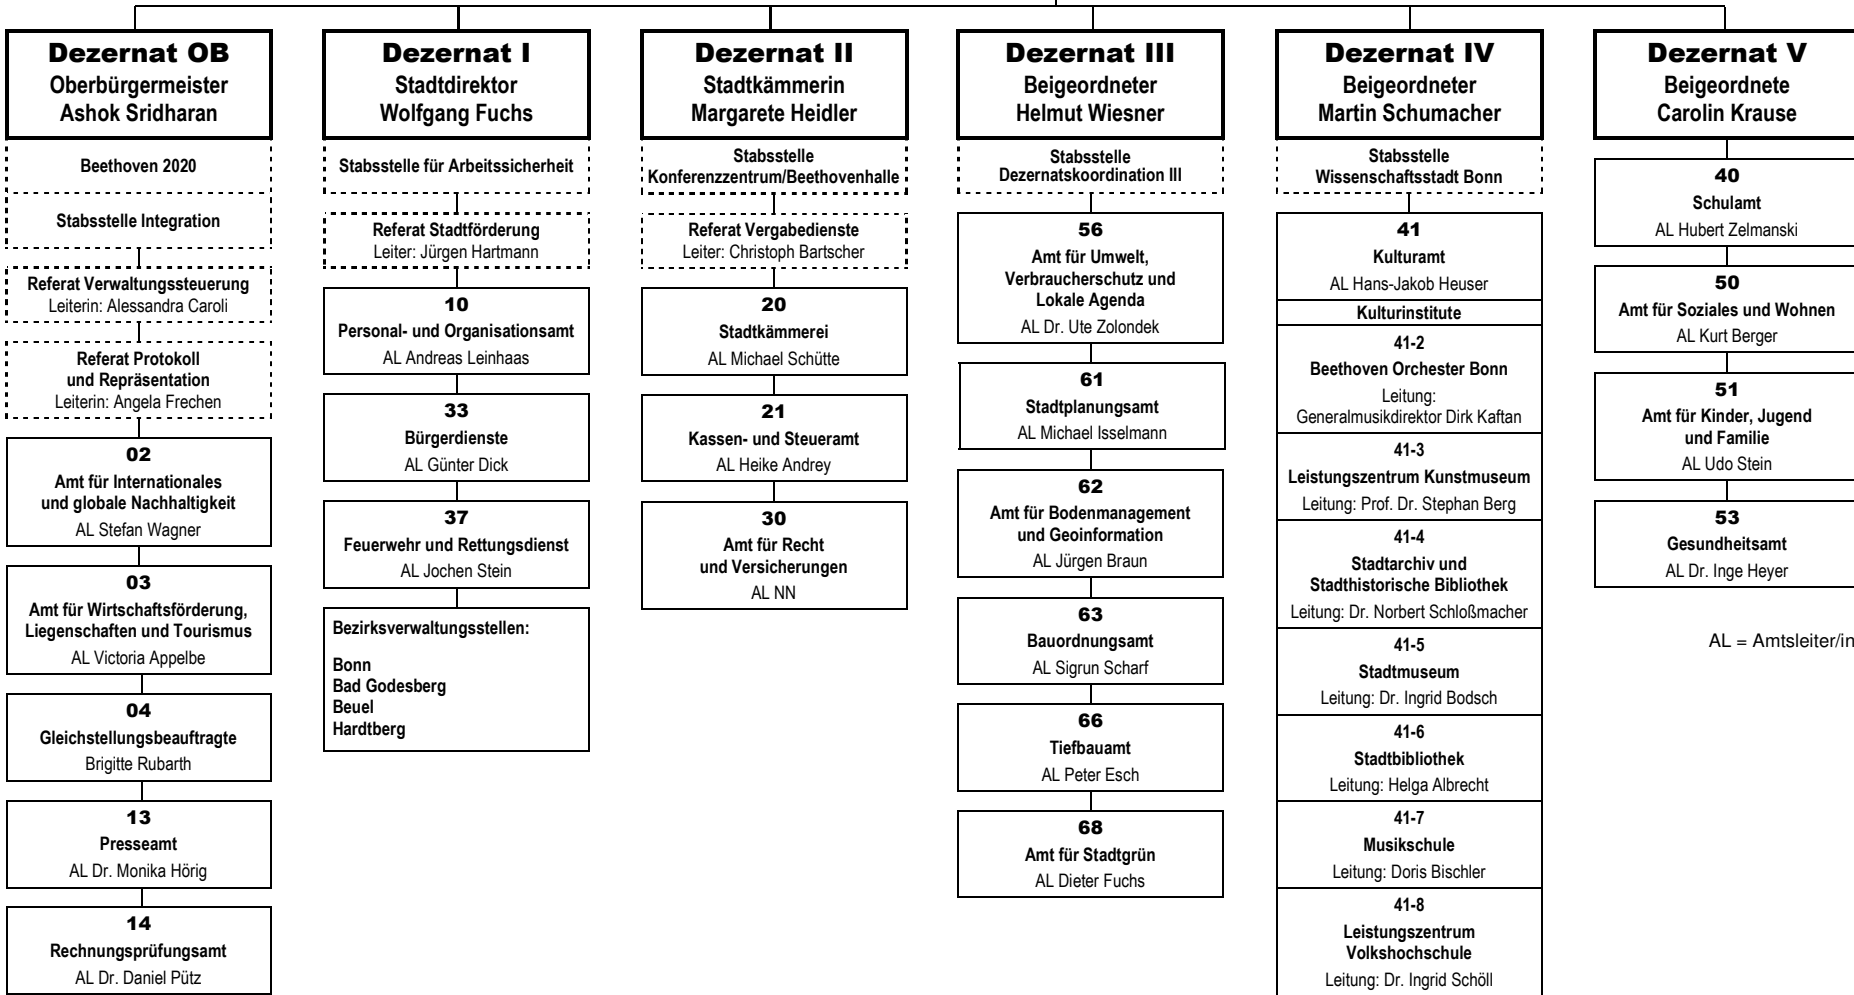 Dezernat OB
Oberbürgermeister
Ashok Sridharan
Beethoven 2020
Stabsstelle Integration
Referat Verwaltungssteuerung
Leiterin: Alessandra Caroli
Referat Protokoll
und Repräsentation
Leiterin: Angela Frechen
02
Amt für Internationales
und globale Nachhaltigkeit
AL Stefan Wagner
03
Amt für Wirtschaftsförderung,
Liegenschaften und Tourismus
AL Victoria Appelbe
04
Gleichstellungsbeauftragte
Brigitte Rubarth
13
Presseamt
AL Dr. Monika Hörig
14
Rechnungsprüfungsamt
AL Dr. Daniel Pütz
Dezernat I
Stadtdirektor
Wolfgang Fuchs
Stabsstelle für Arbeitssicherheit
Referat Stadtförderung
Leiter: Jürgen Hartmann
10
Personal- und Organisationsamt
AL Andreas Leinhaas
33
Bürgerdienste
AL Günter Dick
37
Feuerwehr und Rettungsdienst
AL Jochen Stein
Bezirksverwaltungsstellen:
Bonn
Bad Godesberg
Beuel
Hardtberg
Dezernat II
Stadtkämmerin
Margarete Heidler
Stabsstelle
Konferenzzentrum/Beethovenhalle
Referat Vergabedienste
Leiter: Christoph Bartscher
20
Stadtkämmerei
AL Michael Schütte
21
Kassen- und Steueramt
AL Heike Andrey
30
Amt für Recht
und Versicherungen
AL NN
Dezernat III
Beigeordneter
Helmut Wiesner
Stabsstelle
Dezernatskoordination III
56
Amt für Umwelt,
Verbraucherschutz und
Lokale Agenda
AL Dr. Ute Zolondek
61
Stadtplanungsamt
AL Michael Isselmann
62
Amt für Bodenmanagement
und Geoinformation
AL Jürgen Braun
63
Bauordnungsamt
AL Sigrun Scharf
66
Tiefbauamt
AL Peter Esch
68
Amt für Stadtgrün
AL Dieter Fuchs
Dezernat IV
Beigeordneter
Martin Schumacher
Stabsstelle
Wissenschaftsstadt Bonn
41
Kulturamt
AL Hans-Jakob Heuser
Kulturinstitute
41-2
Beethoven Orchester Bonn
Leitung:
Generalmusikdirektor Dirk Kaftan
41-3
Leistungszentrum Kunstmuseum
Leitung: Prof. Dr. Stephan Berg
41-4
Stadtarchiv und
Stadthistorische Bibliothek
Leitung: Dr. Norbert Schloßmacher
41-5
Stadtmuseum
Leitung: Dr. Ingrid Bodsch
41-6
Stadtbibliothek
Leitung: Helga Albrecht
41-7
Musikschule
Leitung: Doris Bischler
41-8
Leistungszentrum
Volkshochschule
Leitung: Dr. Ingrid Schöll
Dezernat V
Beigeordnete
Carolin Krause
40
Schulamt
AL Hubert Zelmanski
50
Amt für Soziales und Wohnen
AL Kurt Berger
51
Amt für Kinder, Jugend
und Familie
AL Udo Stein
53
Gesundheitsamt
AL Dr. Inge Heyer
AL = Amtsleiter/in